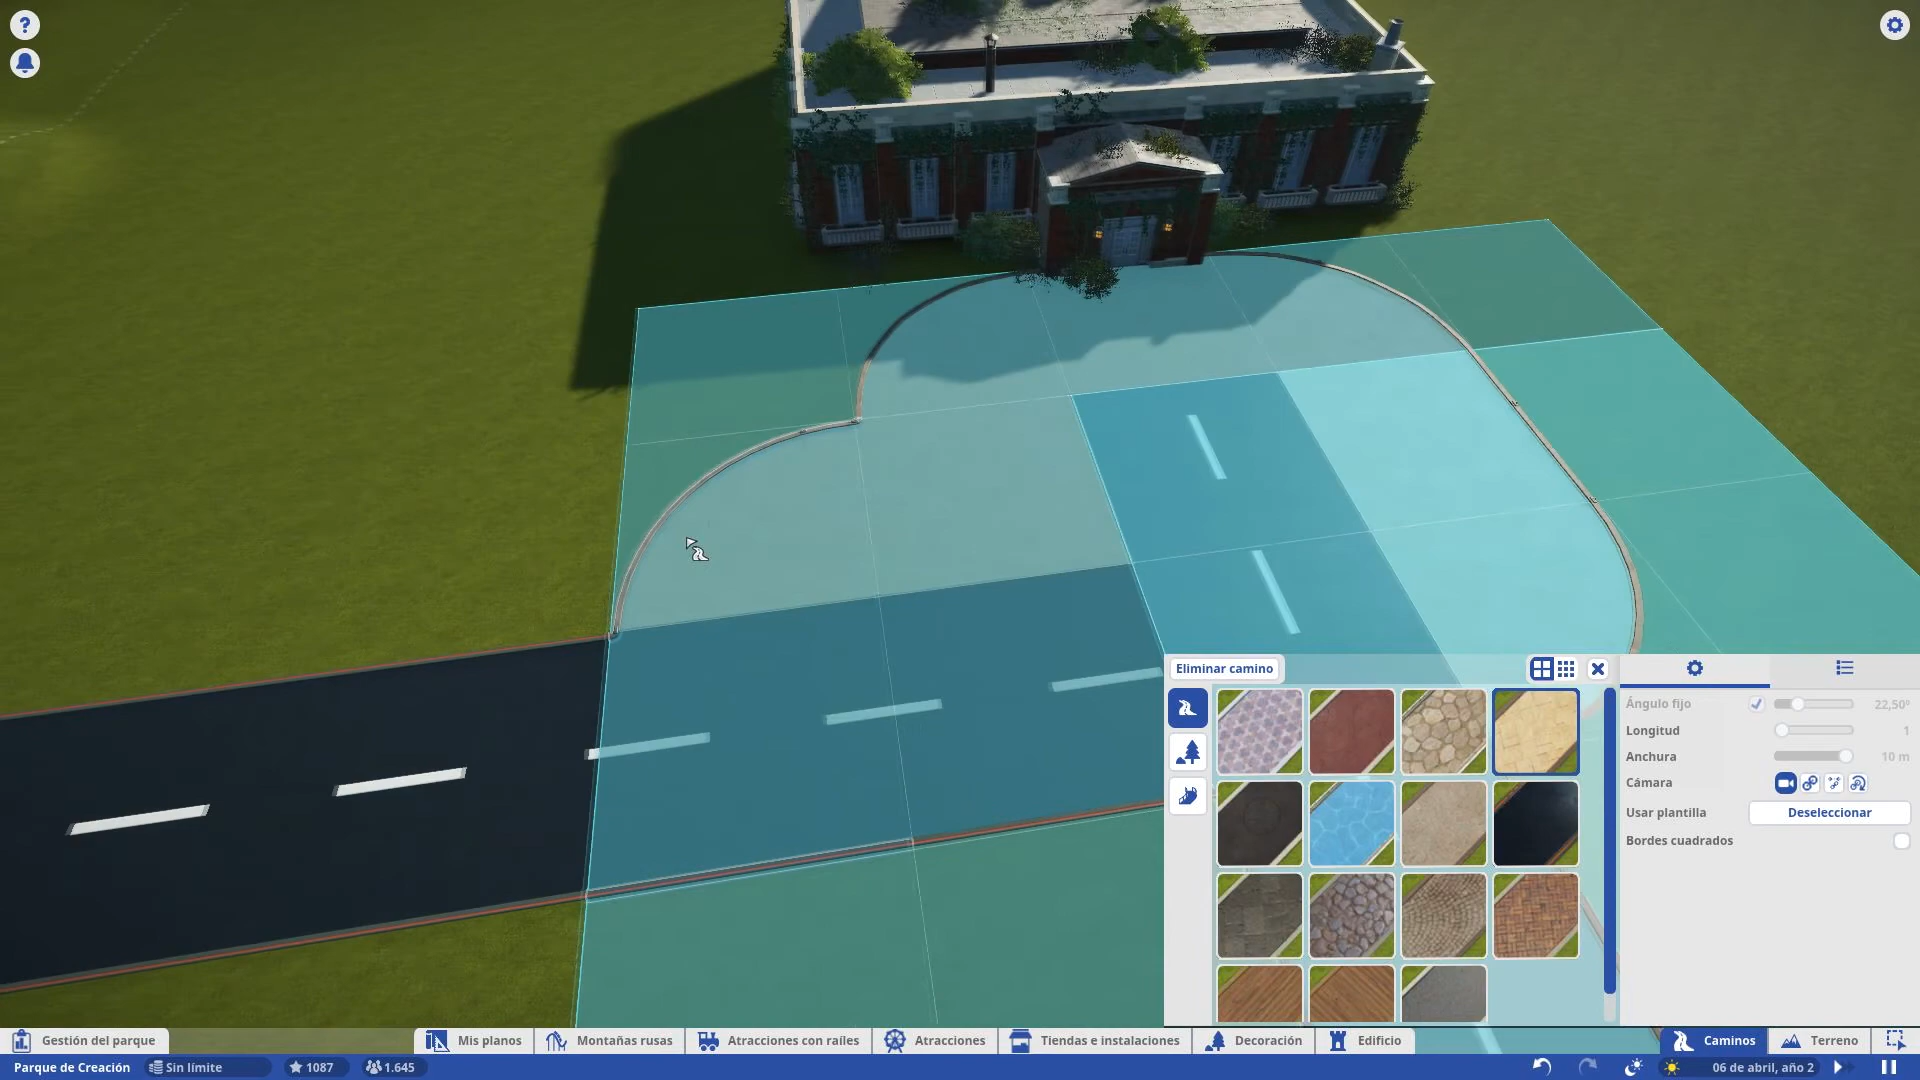 ?
Eliminar camino
Ángulo fijo 22,50º
Longitud 1
Anchura 10 m
Cámara
Usar plantilla Deseleccionar
Bordes cuadrados
Gestión del parque
Mis planos
Montañas rusas
Atracciones con raíles
Atracciones
Tiendas e instalaciones
Decoración
Edificio
Caminos
Terreno
Parque de Creación
Sin límite
1087
1.645
06 de abril, año 2